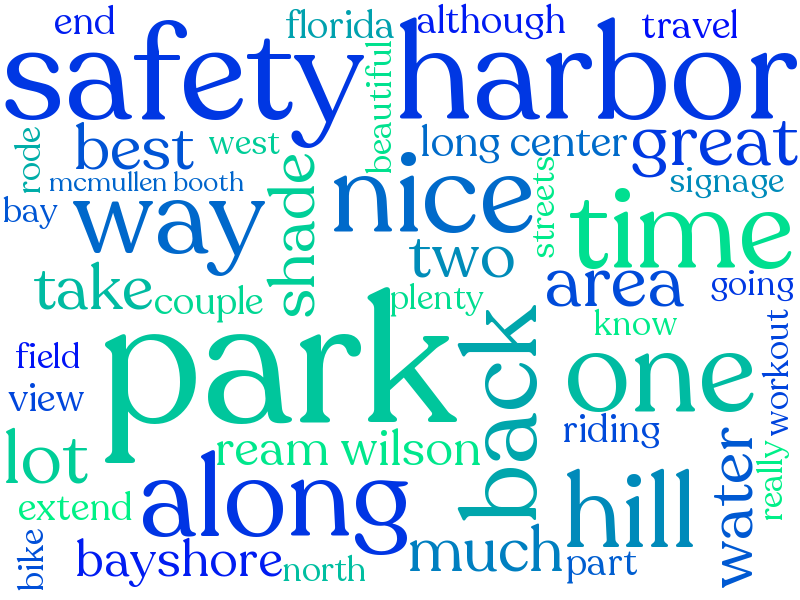 end
florida
although
travel
safety harbor
beautiful
rode
best
west
long center
great
mcmullen booth
signage
bay
way
shade
nice
streets
time
two
take
couple
plenty
area
going
know
park
back
one
field
view
workout
riding
lot
ream wilson
really
water
extend
along
hill
bike
bayshore
north
much
part